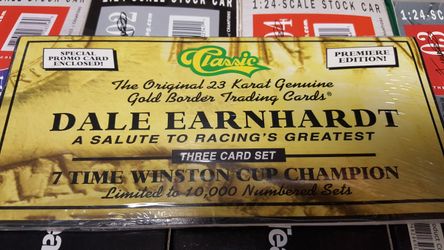 1:24-SCALE STOCK CAR
1:24-SCALE STOCK CAR
SPECIAL
PROMO CARD
ENCLOSED!
Classic
PREMIERE
EDITION!
The Original 23 Karat Genuine
Gold Border Trading Cards®
DALE EARNHARDT
A SALUTE TO RACING'S GREATEST
THREE CARD SET
7 TIME WINSTON CUP CHAMPION
Limited to 10,000 Numbered Sets